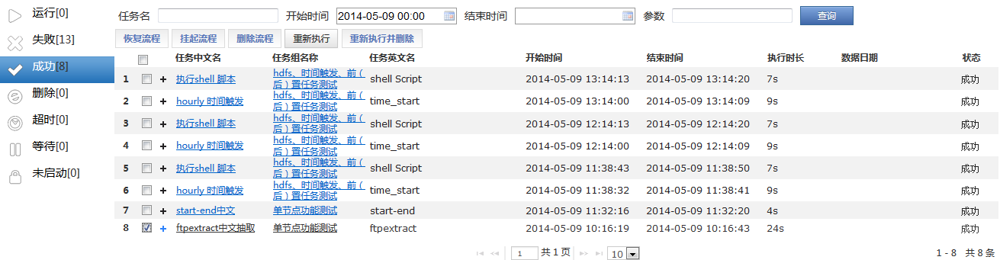 运行[0]
失败[13]
成功[8]
删除[0]
超时[0]
等待[0]
未启动[0]
任务名 开始时间 2014-05-09 00:00 结束时间 参数 查询
恢复流程 挂起流程 删除流程 重新执行 重新执行并删除
任务中文名 任务组名称 任务英文名 开始时间 结束时间 执行时长 数据日期 状态
1 + 执行shell 脚本 hdfs、时间触发、前（ shell Script 2014-05-09 13:14:13 2014-05-09 13:14:20 7s 成功
后）置任务测试
2 + hourly 时间触发 hdfs、时间触发、前（ time_start 2014-05-09 13:14:00 2014-05-09 13:14:09 9s 成功
后）置任务测试
3 + 执行shell 脚本 hdfs、时间触发、前（ shell Script 2014-05-09 12:14:13 2014-05-09 12:14:20 7s 成功
后）置任务测试
4 + hourly 时间触发 hdfs、时间触发、前（ time_start 2014-05-09 12:14:00 2014-05-09 12:14:09 9s 成功
后）置任务测试
5 + 执行shell 脚本 hdfs、时间触发、前（ shell Script 2014-05-09 11:38:43 2014-05-09 11:38:50 7s 成功
后）置任务测试
6 + hourly 时间触发 hdfs、时间触发、前（ time_start 2014-05-09 11:38:32 2014-05-09 11:38:41 9s 成功
后）置任务测试
7 + start-end中文 单节点功能测试 start-end 2014-05-09 11:32:16 2014-05-09 11:32:20 4s 成功
8 + ftpextract中文抽取 单节点功能测试 ftpextract 2014-05-09 10:16:19 2014-05-09 10:16:43 24s 成功
1 共 1 页 10 1 - 8 共 8 条